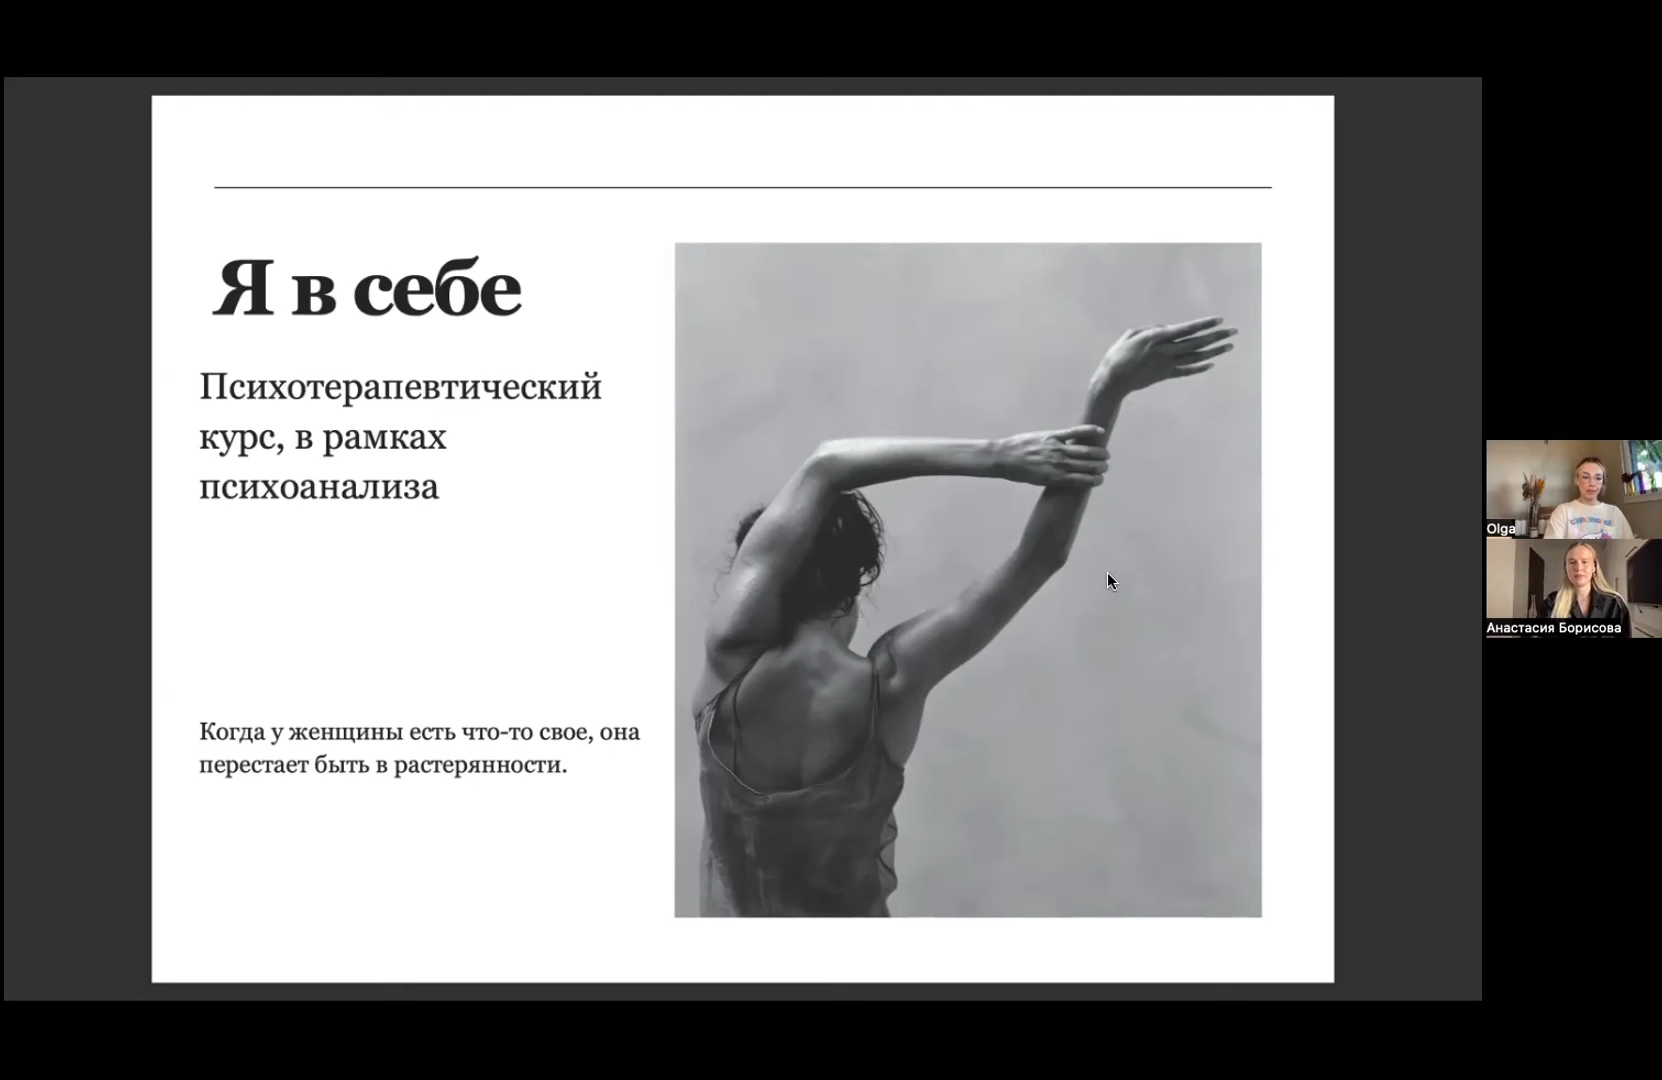 Я в себе
Психотерапевтический
курс, в рамках
психоанализа
Когда у женщины есть что-то свое, она
перестает быть в растерянности.
Olga
Анастасия Борисова